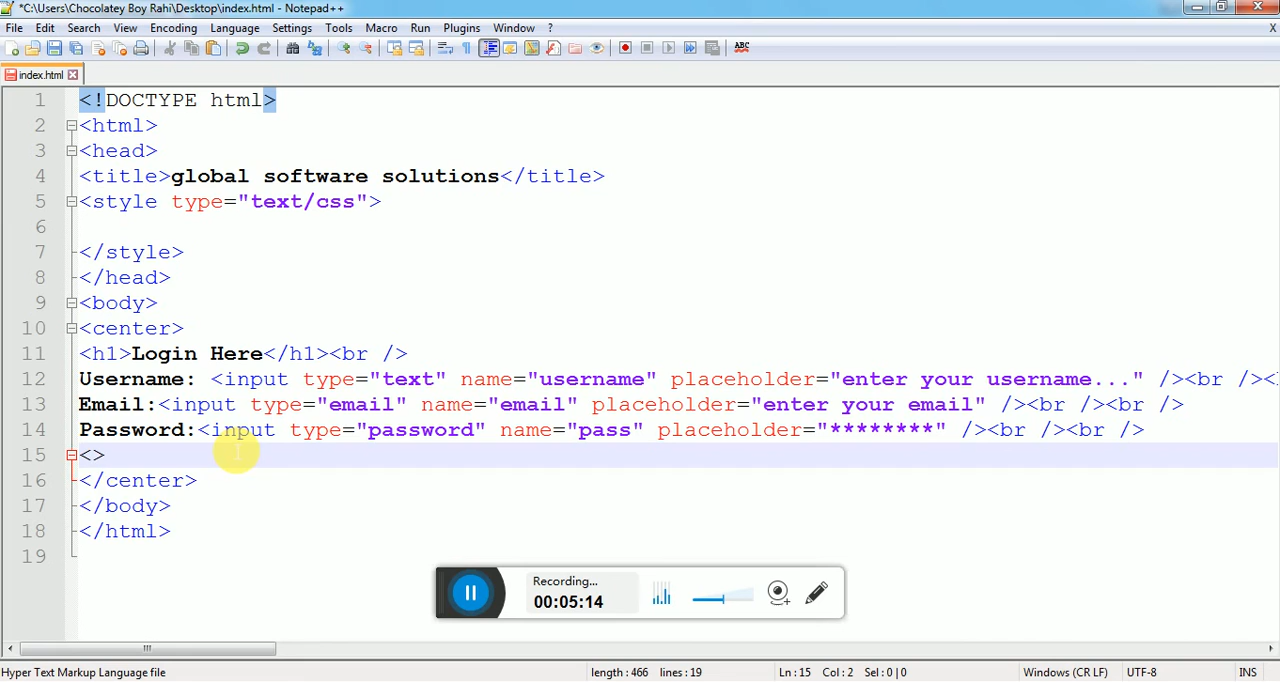 *C:\Users\Chocolatey Boy Rahi\Desktop\index.html - Notepad++
File Edit Search View Encoding Language Settings Tools Macro Run Plugins Window ? X
ABC
index.html
1 <!DOCTYPE html>
2 <html>
3 <head>
4 <title>global software solutions</title>
5 <style type="text/css">
6
7 </style>
8 </head>
9 <body>
10 <center>
11 <h1>Login Here</h1><br />
12 Username: <input type="text" name="username" placeholder="enter your username..." /><br /><
13 Email:<input type="email" name="email" placeholder="enter your email" /><br /><br />
14 Password:<input type="password" name="pass" placeholder="********" /><br /><br />
15 <>
16 </center>
17 </body>
18 </html>
19
Recording...
00:05:14
Hyper Text Markup Language file length : 466 lines : 19 Ln : 15 Col : 2 Sel : 0 | 0 Windows (CR LF) UTF-8 INS